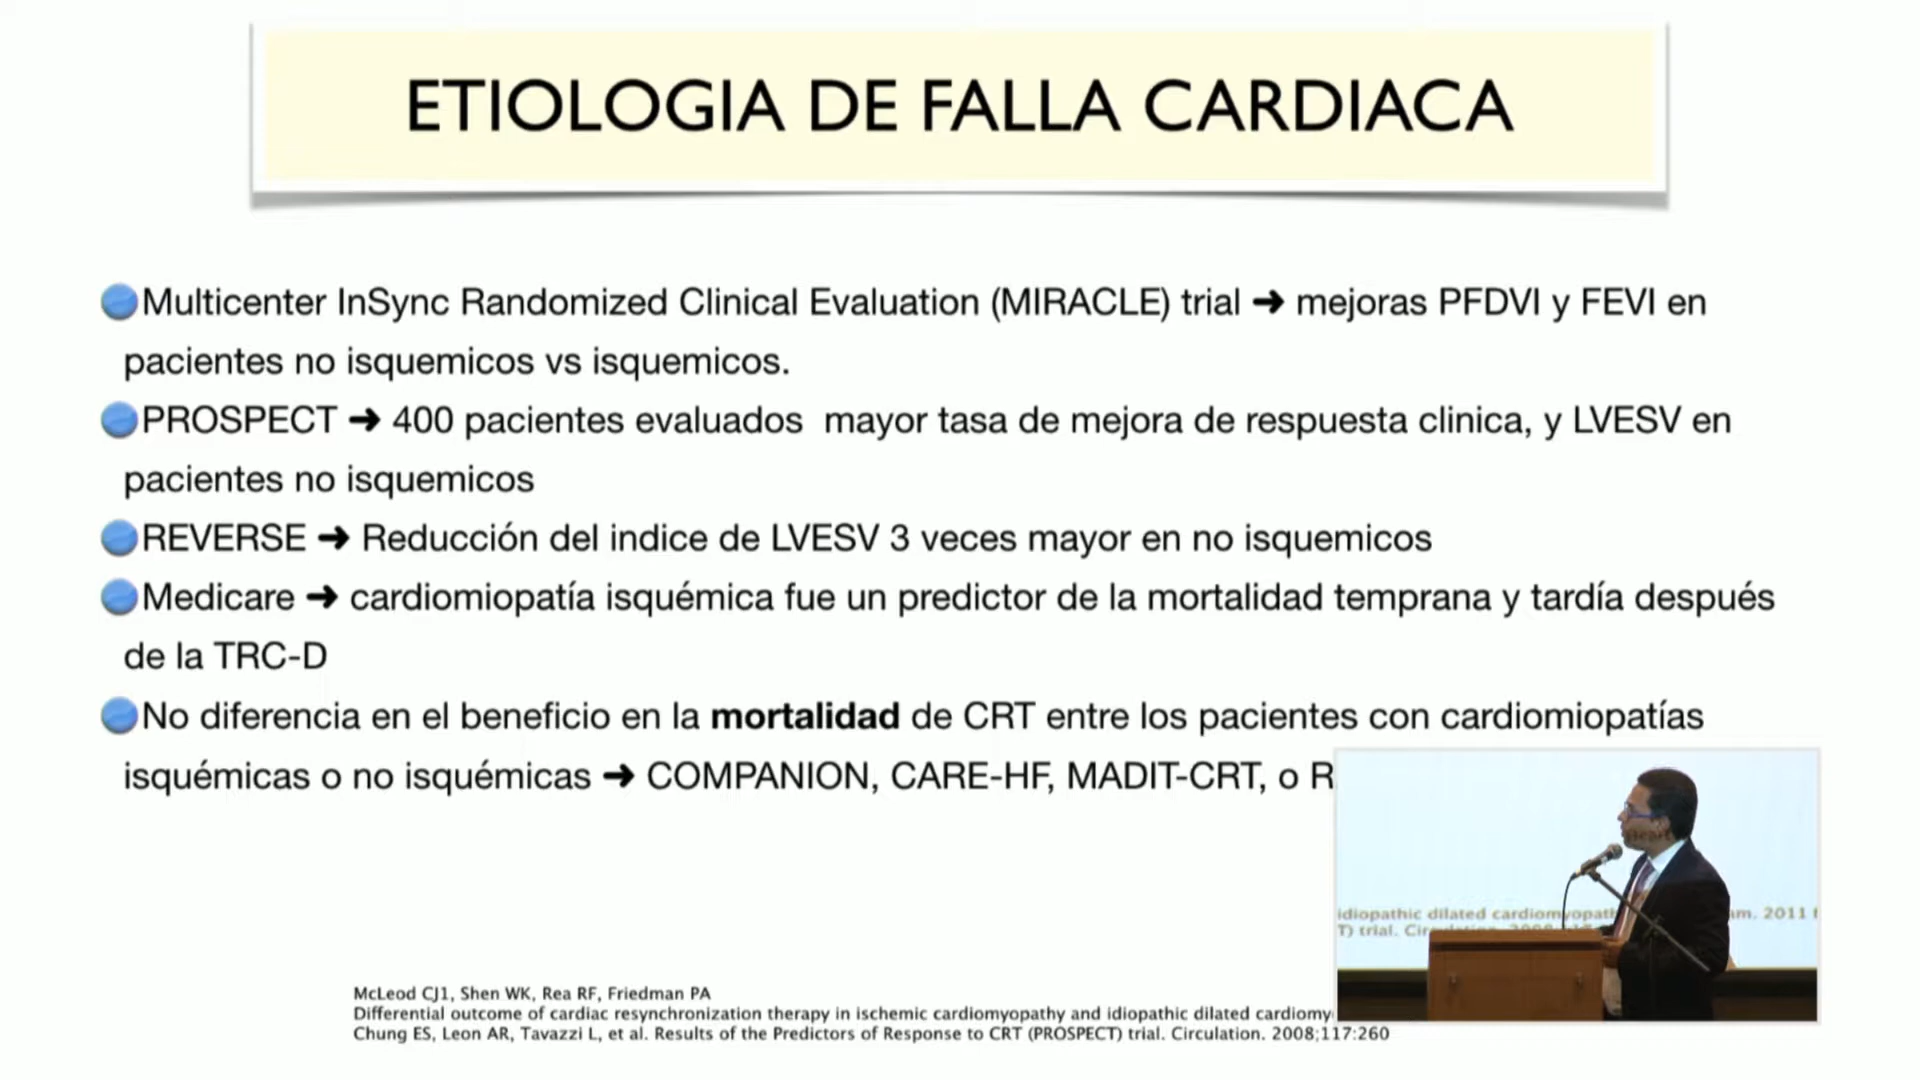 ETIOLOGIA DE FALLA CARDIACA
Multicenter InSync Randomized Clinical Evaluation (MIRACLE) trial ➜ mejoras PFDVI y FEVI en
pacientes no isquemicos vs isquemicos.
PROSPECT ➜ 400 pacientes evaluados mayor tasa de mejora de respuesta clinica, y LVESV en
pacientes no isquemicos
REVERSE ➜ Reducción del indice de LVESV 3 veces mayor en no isquemicos
Medicare ➜ cardiomiopatía isquémica fue un predictor de la mortalidad temprana y tardía después
de la TRC-D
No diferencia en el beneficio en la mortalidad de CRT entre los pacientes con cardiomiopatías
isquémicas o no isquémicas ➜ COMPANION, CARE-HF, MADIT-CRT, o
McLeod CJ1, Shen WK, Rea RF, Friedman PA
Differential outcome of cardiac resynchronization therapy in ischemic cardiomyopathy and idiopathic dilated
Chung ES, Leon AR, Tavazzi L, et al. Results of the Predictors of Response to CRT (PROSPECT) trial. Circulation. 2008;117:260
idiopathic dilated 2011
trial.